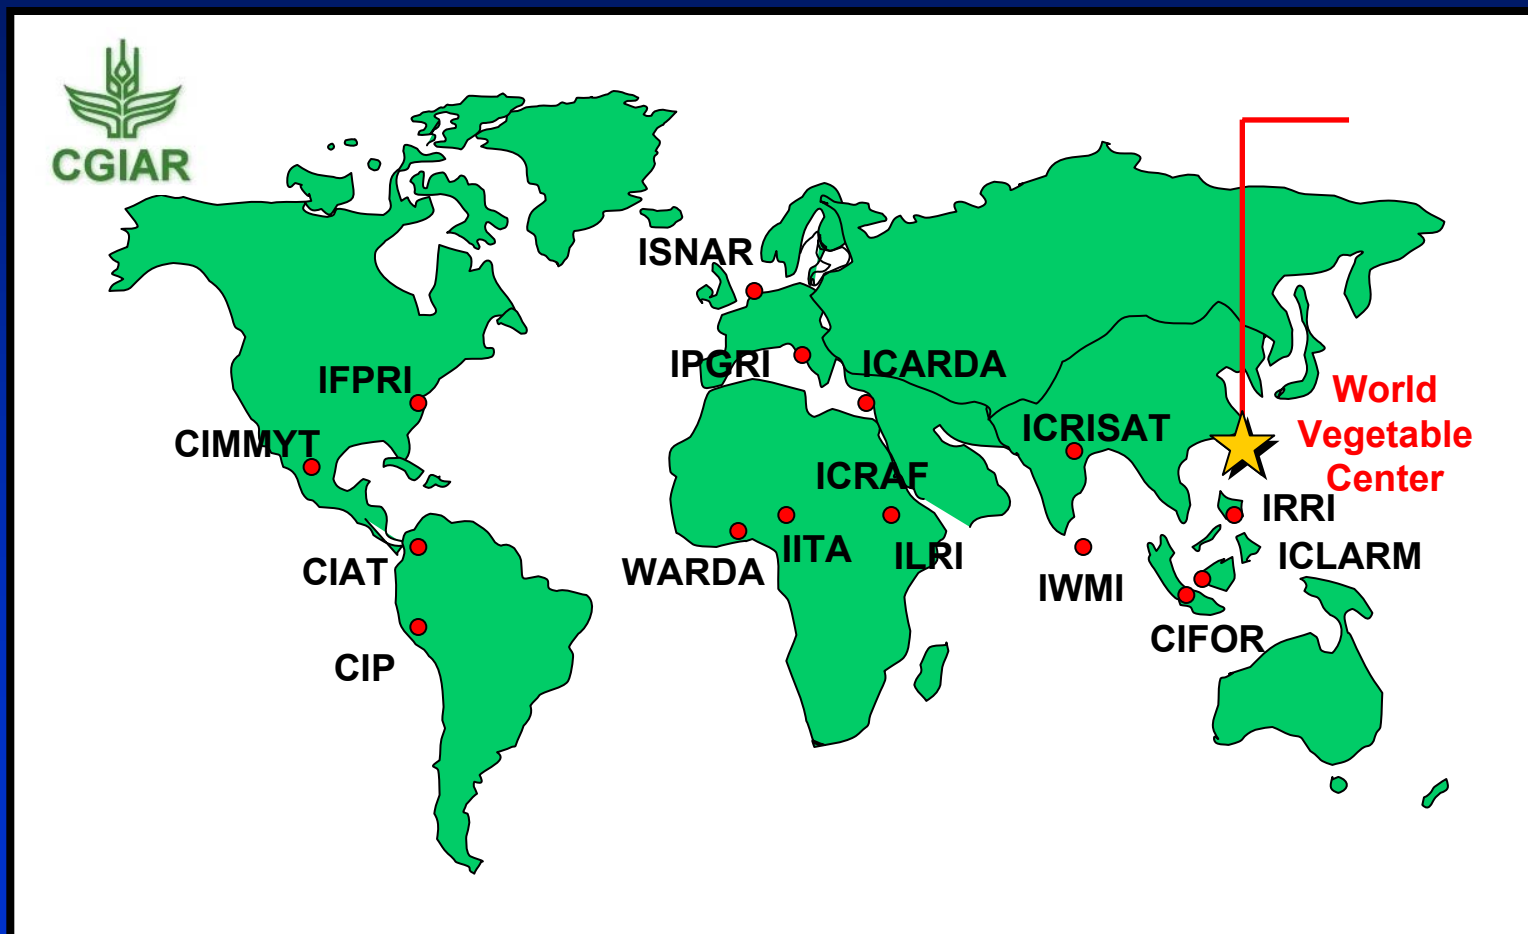 CGIAR
ISNAR
IPGRI
ICARDA
IFPRI
World
Vegetable
Center
CIMMYT
ICRISAT
ICRAF
IRRI
IITA
ILRI
ICLARM
CIAT
WARDA
IWMI
CIFOR
CIP